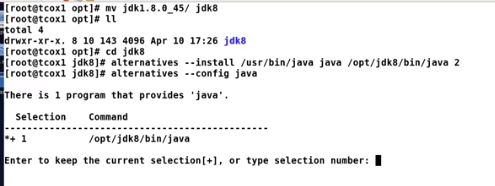 [root@tcox1 opt]# mv jdk1.8.0_45/ jdk8
[root@tcox1 opt]# ll
total 4
drwxr-xr-x. 8 10 143 4096 Apr 10 17:26 jdk8
[root@tcox1 opt]# cd jdk8
[root@tcox1 jdk8]# alternatives --install /usr/bin/java java /opt/jdk8/bin/java 2
[root@tcox1 jdk8]# alternatives --config java
There is 1 program that provides 'java'.
Selection    Command
-----------------------------------------------
*+ 1           /opt/jdk8/bin/java
Enter to keep the current selection[+], or type selection number: